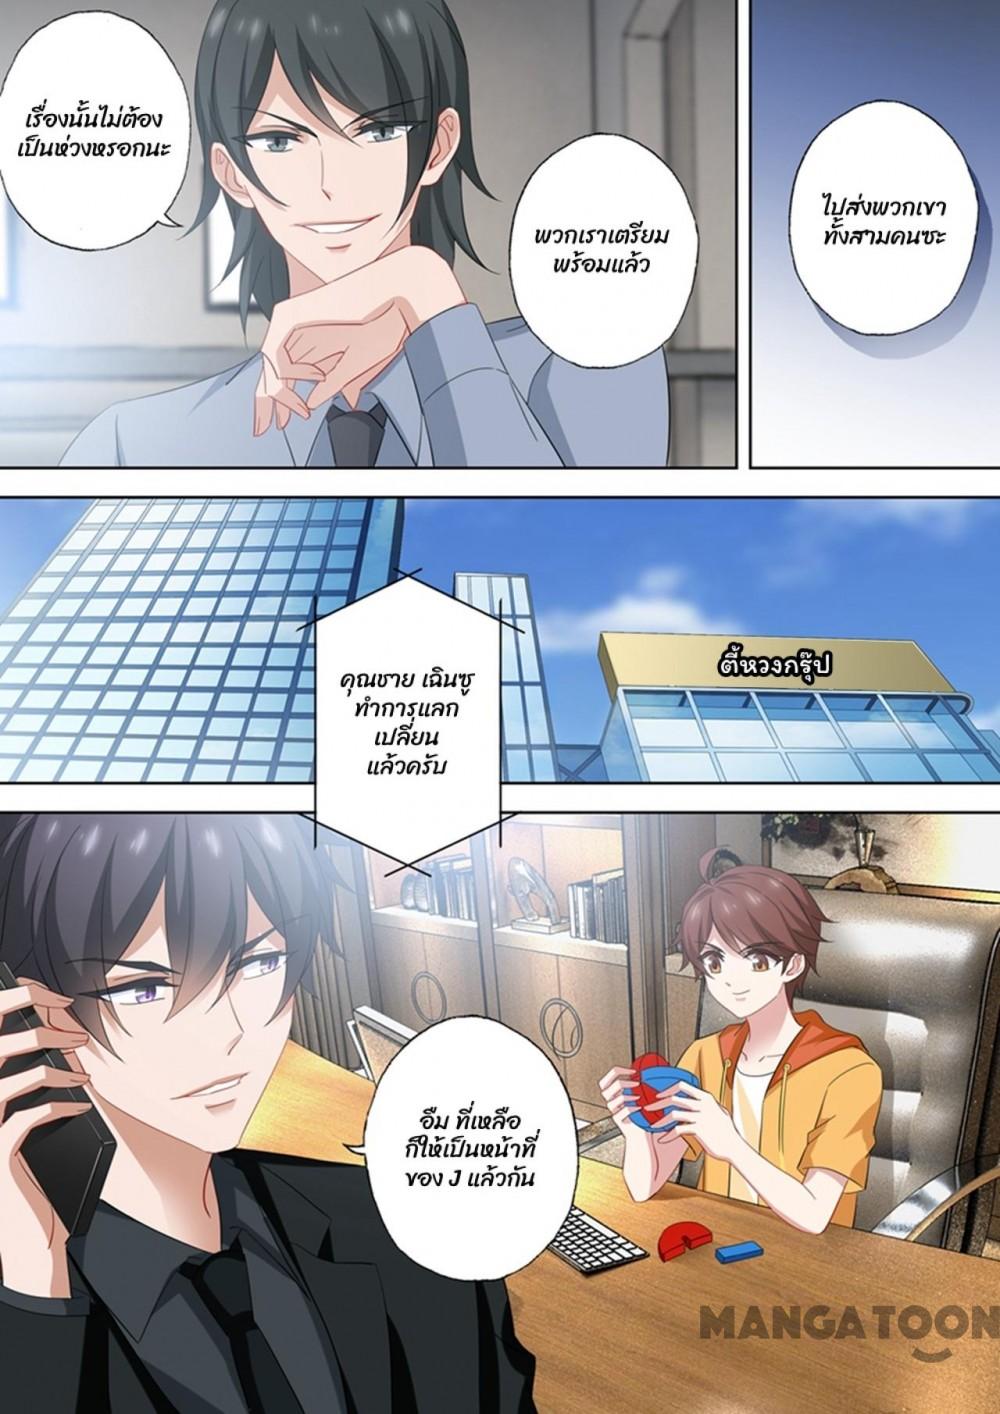 เรื่องนั้นไม่ต้อง
เป็นห่วงหรอกนะ
พวกเราเตรียม
พร้อมแล้ว
ไปส่งพวกเขา
ทั้งสามคนซะ
ตี้หวงกรุ๊ป
คุณชาย เฉินซู
ทำการแลก
เปลี่ยน
แล้วครับ
อืม ที่เหลือ
ก็ให้เป็นหน้าที่
ของ J แล้วกัน
MANGATOON